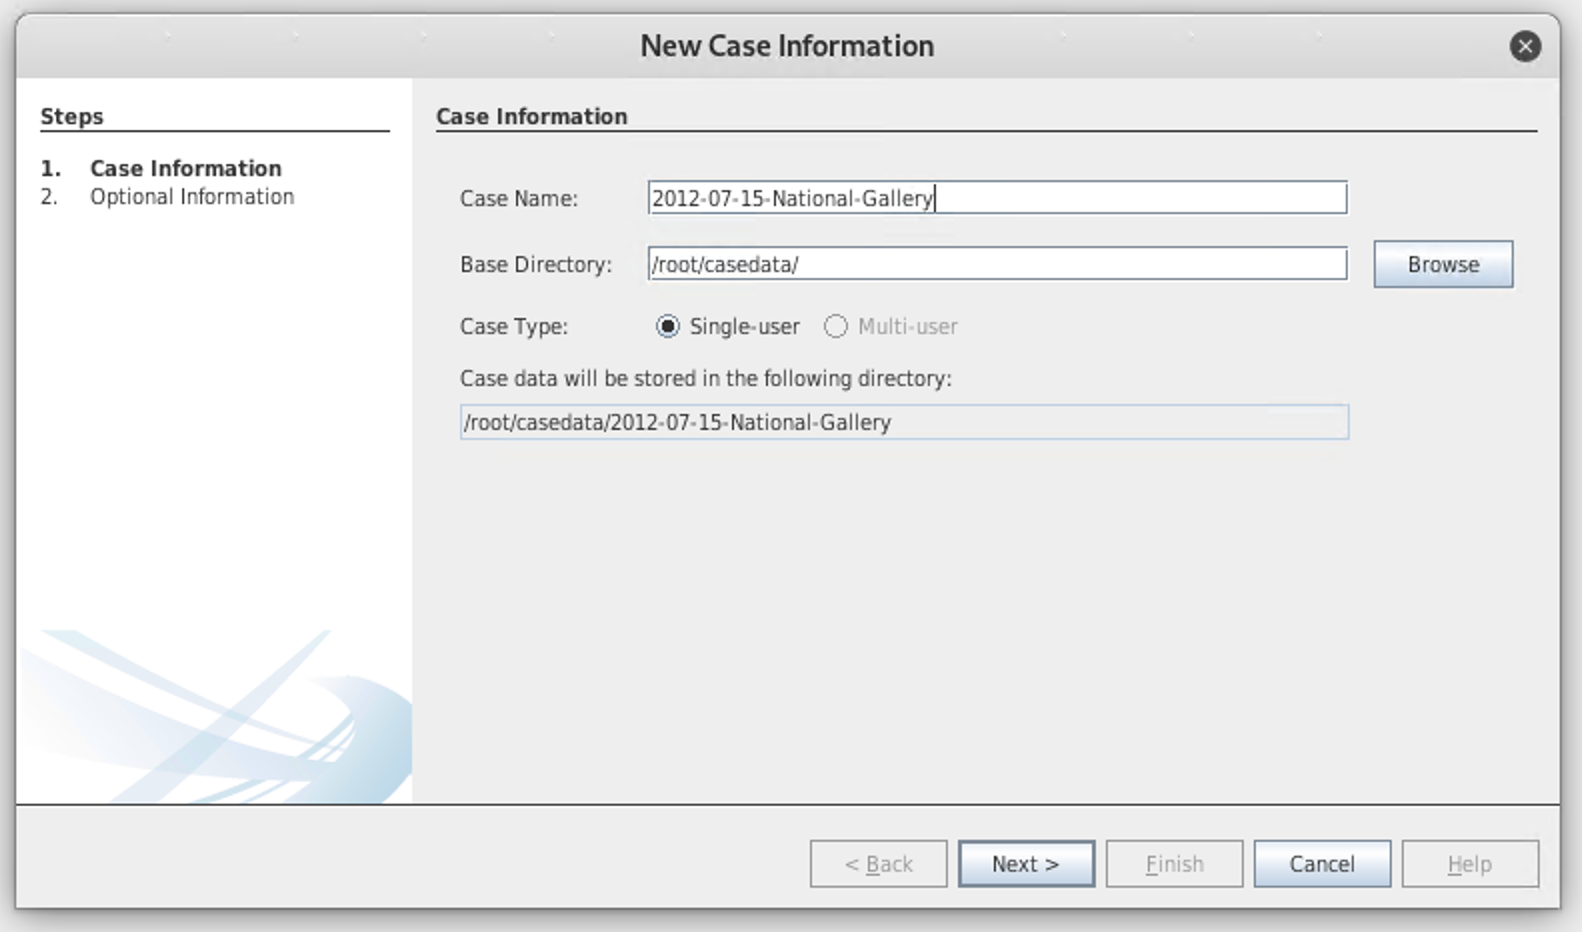 New Case Information
Steps
1. Case Information
2. Optional Information
Case Information
Case Name: 2012-07-15-National-Gallery
Base Directory: /root/casedata/ Browse
Case Type: Single-user Multi-user
Case data will be stored in the following directory:
/root/casedata/2012-07-15-National-Gallery
< Back Next > Finish Cancel Help